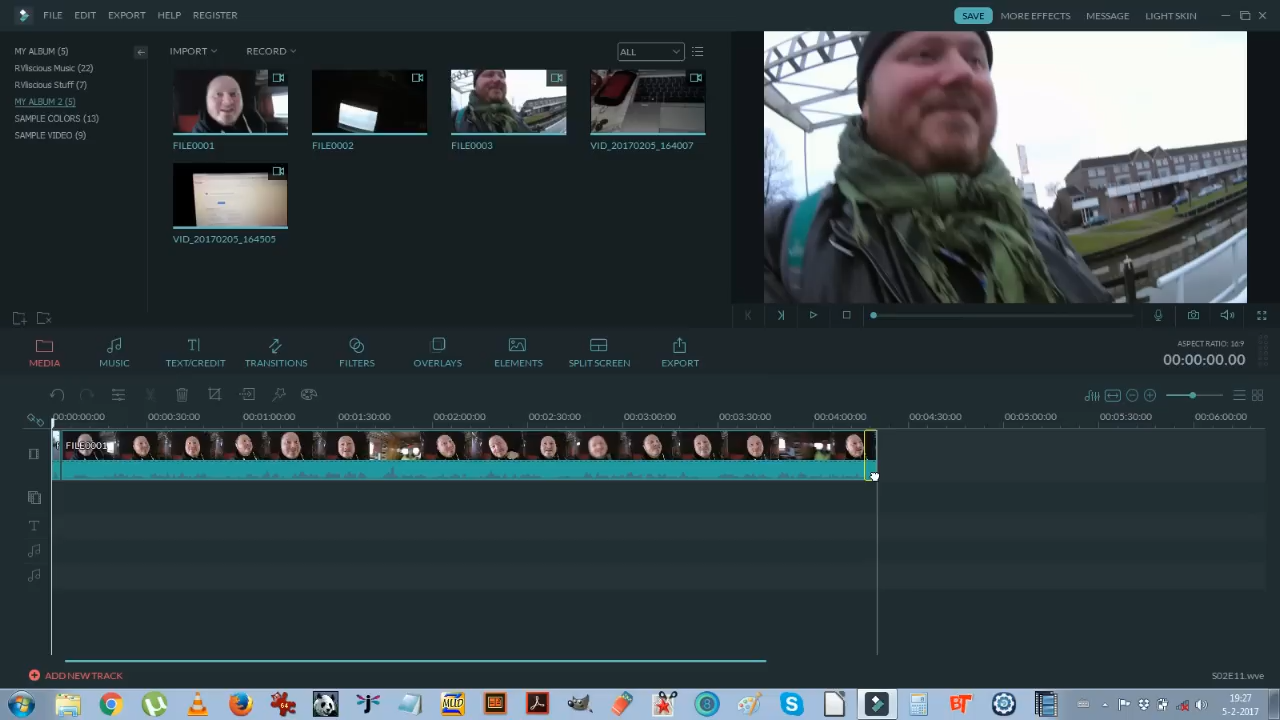 FILE EDIT EXPORT HELP REGISTER SAVE MORE EFFECTS MESSAGE LIGHT SKIN
MY ALBUM (5)
RVlicious Music (22)
RVlicious Stuff (7)
MY ALBUM 2 (5)
SAMPLE COLORS (13)
SAMPLE VIDEO (9)
IMPORT RECORD ALL
FILE0001 FILE0002 FILE0003 VID_20170205_164007
VID_20170205_164505
MEDIA MUSIC TEXT/CREDIT TRANSITIONS FILTERS OVERLAYS ELEMENTS SPLIT SCREEN EXPORT
ASPECT RATIO: 16:9
00:00:00.00
00:00:00:00 00:00:30:00 00:01:00:00 00:01:30:00 00:02:00:00 00:02:30:00 00:03:00:00 00:03:30:00 00:04:00:00 00:04:30:00 00:05:00:00 00:05:30:00 00:06:00:00
FILE0001
ADD NEW TRACK
S02E11.wve
19:27
5-2-2017